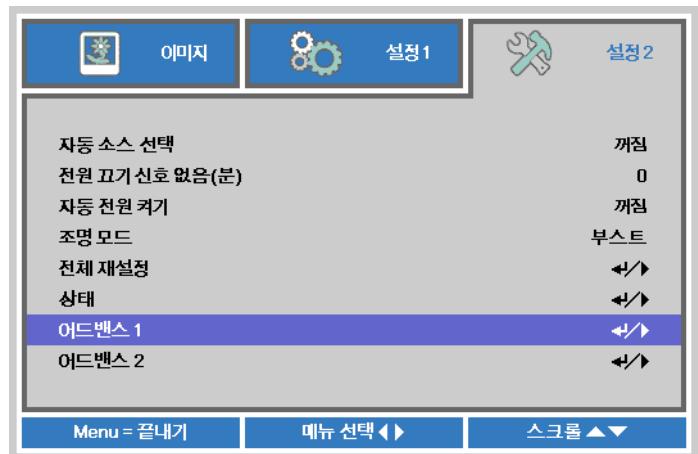 이미지 설정1 설정2
자동 소스 선택 꺼짐
전원 끄기 신호 없음(분) 0
자동 전원 켜기 꺼짐
조명 모드 부스트
전체 재설정
상태
어드밴스 1
어드밴스 2
Menu = 끝내기 메뉴 선택 스크롤